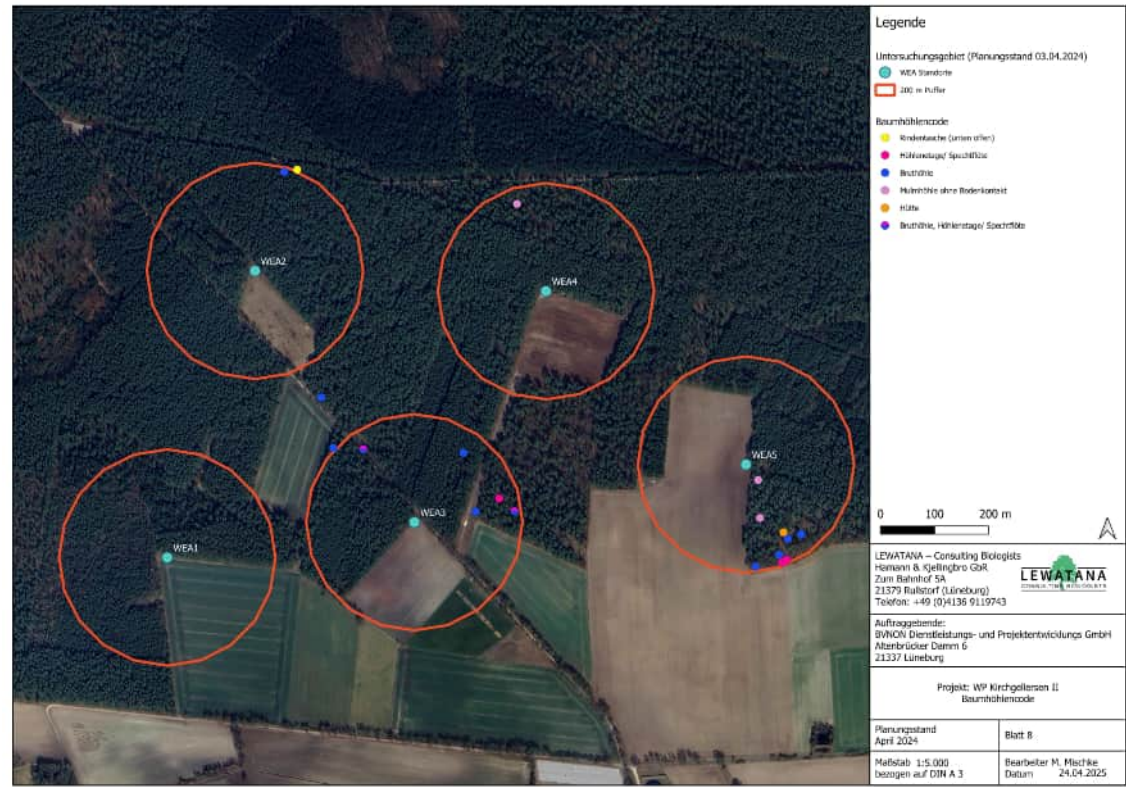 WEA2
WEA4
WEA5
WEA3
WEA1
Legende
Untersuchungsgebiet (Planungsstand 03.04.2024)
WEA Standorte
200 m Puffer
Baumhöhlencode
Rindentasche (unten offen)
Höhlenetage/ Spechtflöte
Bruthöhle
Mulmhöhle ohne Bodenkontakt
Hütte
Bruthöhle, Höhlenetage/ Spechtflöte
0 100 200 m
LEWATANA – Consulting Biologists
Hamann & Kjellingbro GbR
Zum Bahnhof 5A
21379 Rullstorf (Lüneburg)
Telefon: +49 (0)4136 9119743
LEWATANA
CONSULTING BIOLOGISTS
Auftraggebende:
BVNON Dienstleistungs- und Projektentwicklungs GmbH
Altenbrücker Damm 6
21337 Lüneburg
Projekt: WP Kirchgellersen II
Baumhöhlencode
Planungsstand
April 2024
Blatt 8
Maßstab 1:5.000
bezogen auf DIN A 3
Bearbeiter M. Mischke
Datum 24.04.2025